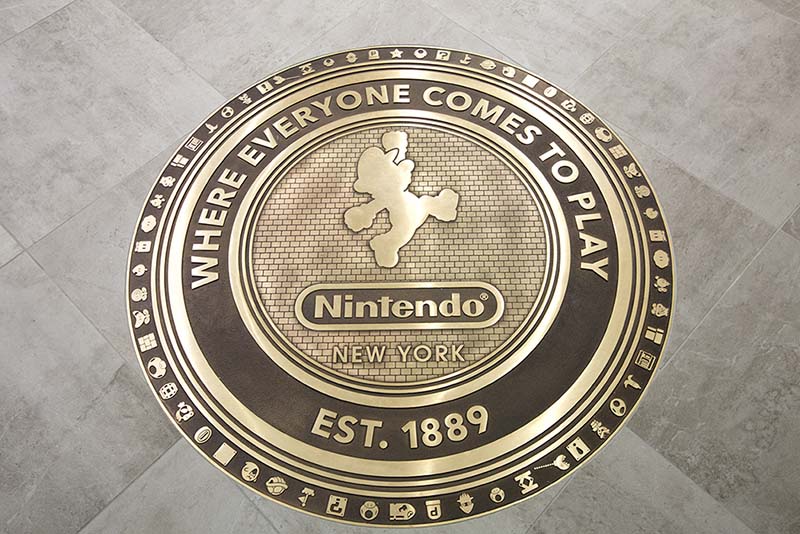 WHERE EVERYONE COMES TO PLAY
Nintendo®
NEW YORK
EST. 1889